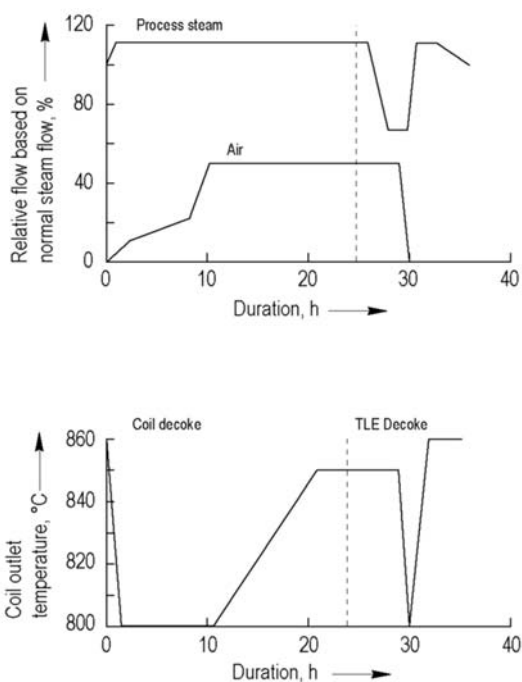 120
Process steam
80
Air
40
0
0
10
20
30
40
Relative flow based on
normal steam flow, %
Duration, h
Coil decoke
TLE Decoke
860
840
820
800
0
10
20
30
40
Coil outlet
temperature, °C
Duration, h